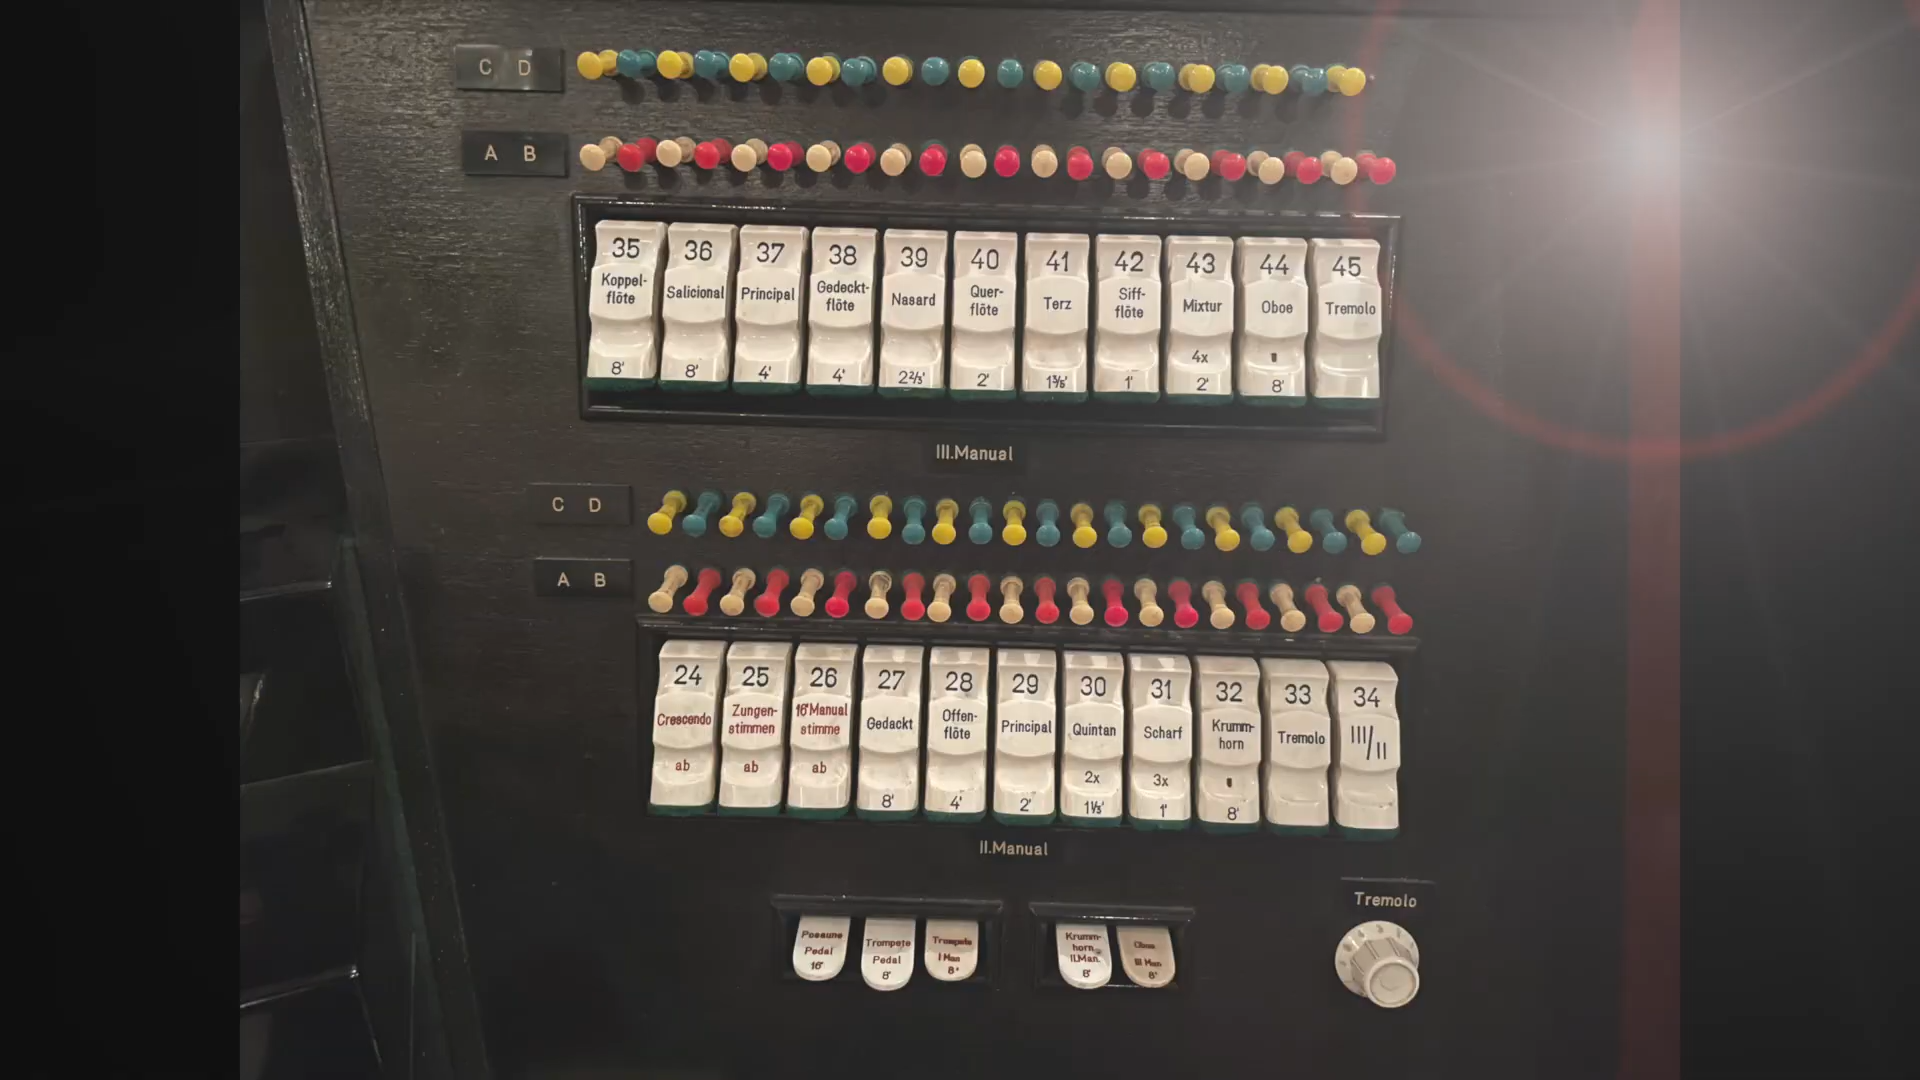 C D
A B
35 36 37 38 39 40 41 42 43 44 45
Koppel-
flöte
Salicional
Principal
Gedeckt-
flöte
Nasard
Quer-
flöte
Terz
Siff-
flöte
Mixtur
Oboe
Tremolo
4x
8' 8' 4' 4' 2⅔' 2' 1⅗' 1' 2' 8'
III.Manual
C D
A B
24 25 26 27 28 29 30 31 32 33 34
Crescendo
Zungen-
stimmen
16'Manual
stimme
Gedackt
Offen-
flöte
Principal
Quintan
Scharf
Krumm-
horn
Tremolo
III/II
ab ab ab 2x 3x
8' 4' 2' 1⅓' 1' 8'
II.Manual
Posaune
Pedal
16'
Trompete
Pedal
8'
Trompete
I Man
8'
Krumm-
horn
II.Man.
8'
Oboe
III Man
8'
Tremolo